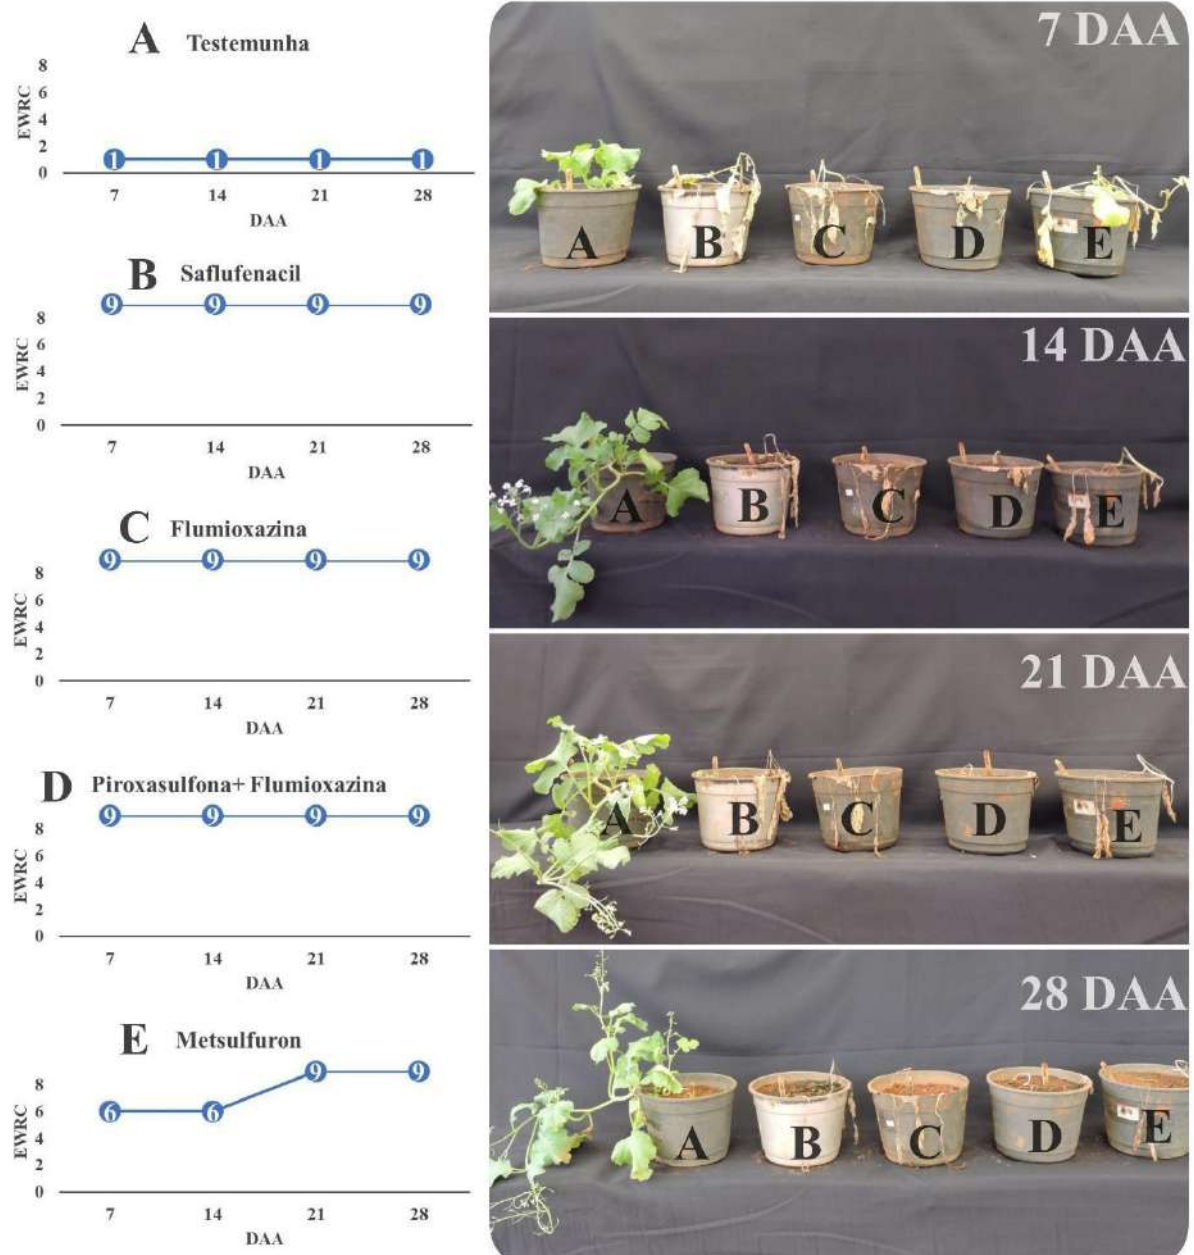 A Testemunha
8
6
4
2
0
EWRC
1 1 1 1
7 14 21 28
DAA
B Saflufenacil
9 9 9 9
8
6
4
2
0
EWRC
7 14 21 28
DAA
C Flumioxazina
9 9 9 9
8
6
4
2
0
EWRC
7 14 21 28
DAA
D Piroxasulfona+ Flumioxazina
9 9 9 9
8
6
4
2
0
EWRC
7 14 21 28
DAA
E Metsulfuron
9 9
8
6 6 6
4
2
0
EWRC
7 14 21 28
DAA
7 DAA
A B C D E
14 DAA
A B C D E
21 DAA
A B C D E
28 DAA
A B C D E